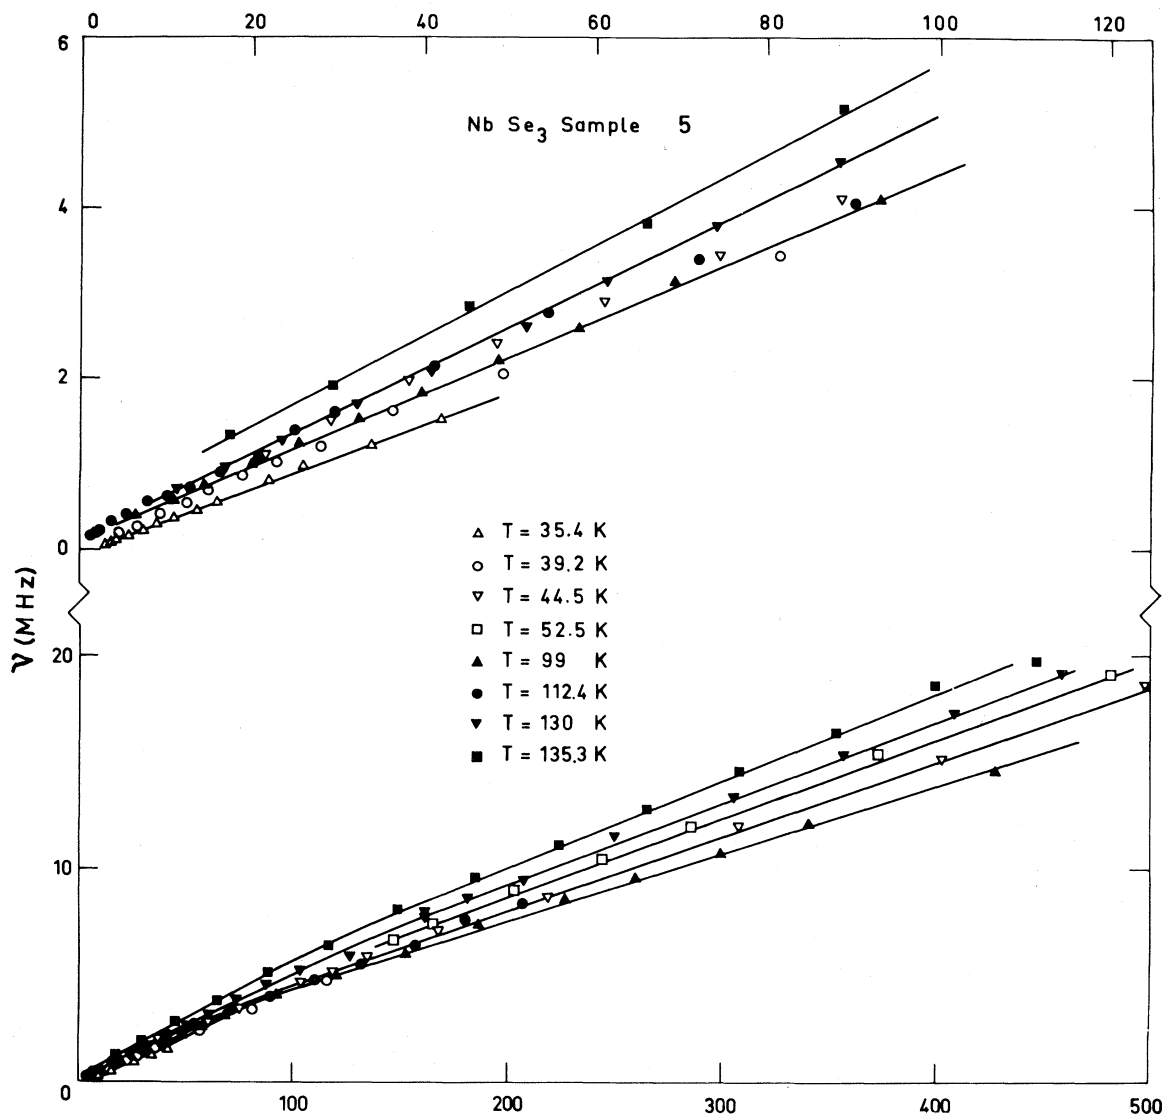 0 20 40 60 80 100 120
6
Nb Se3 Sample 5
4
2
0
T = 35.4 K
T = 39.2 K
T = 44.5 K
T = 52.5 K
T = 99 K
T = 112.4 K
T = 130 K
T = 135.3 K
ν (MHz)
20
10
0
100 200 300 400 500